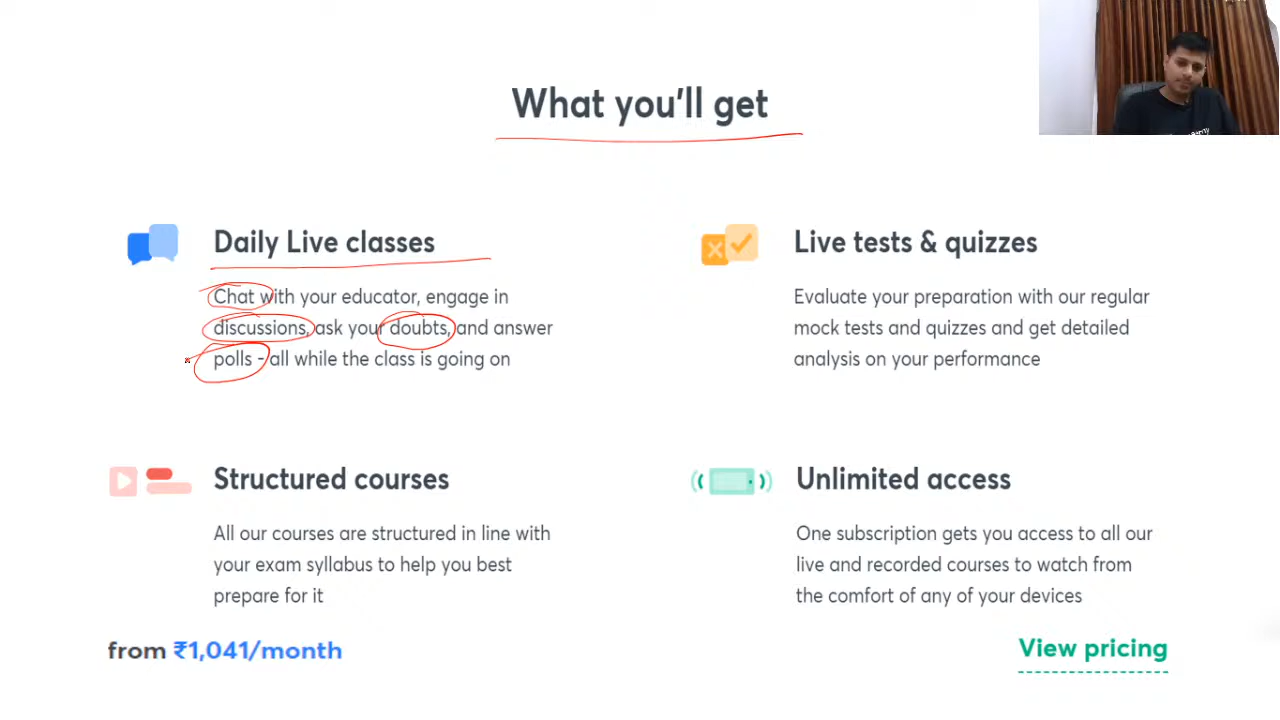 What you'll get
Daily Live classes
Chat with your educator, engage in
discussions, ask your doubts, and answer
polls - all while the class is going on
Live tests & quizzes
Evaluate your preparation with our regular
mock tests and quizzes and get detailed
analysis on your performance
Structured courses
All our courses are structured in line with
your exam syllabus to help you best
prepare for it
Unlimited access
One subscription gets you access to all our
live and recorded courses to watch from
the comfort of any of your devices
from ₹1,041/month
View pricing